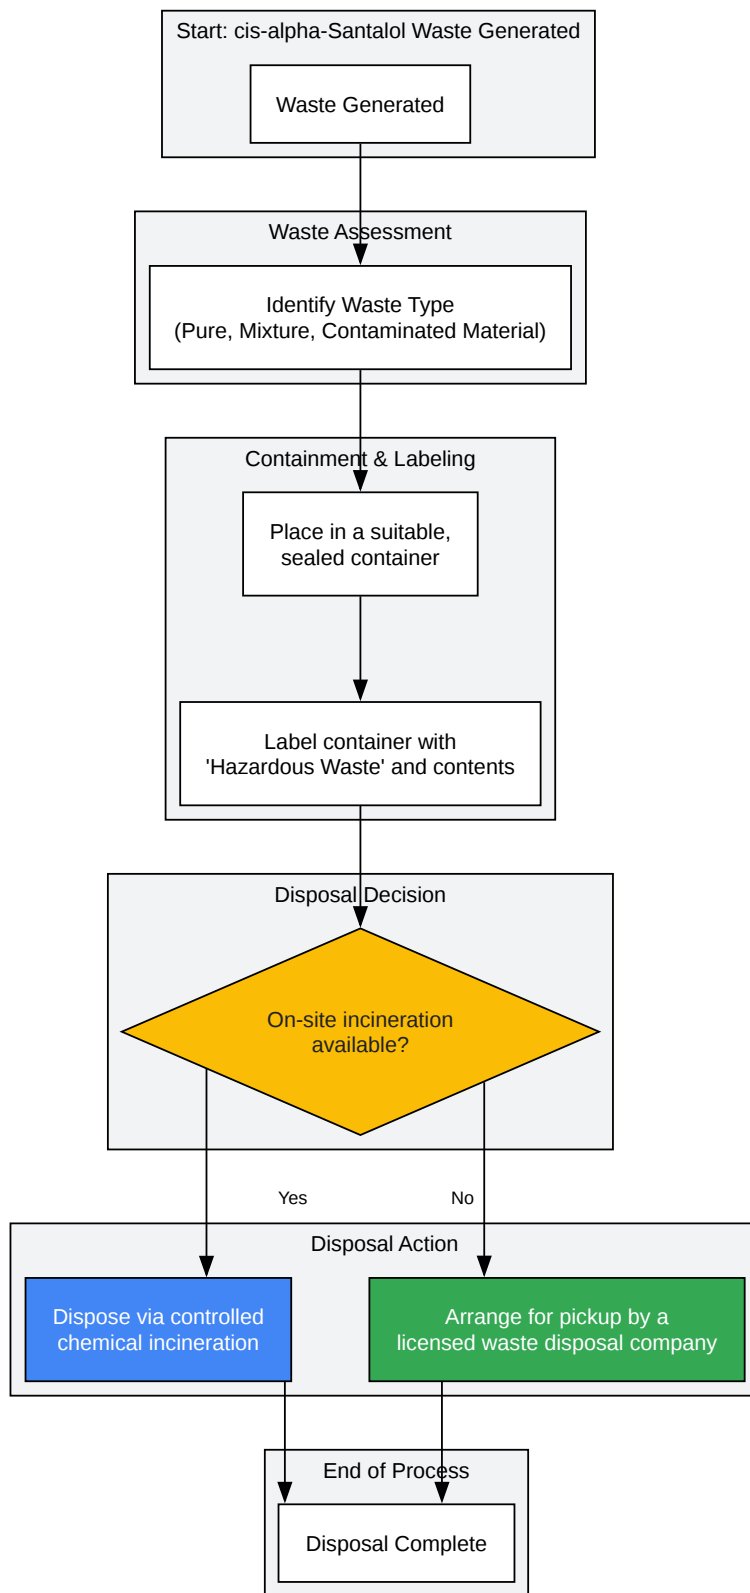 Start: cis-alpha-Santalol Waste Generated
Waste Generated
Waste Assessment
Identify Waste Type
(Pure, Mixture, Contaminated Material)
Containment & Labeling
Place in a suitable,
sealed container
Label container with
'Hazardous Waste' and contents
Disposal Decision
On-site incineration
available?
Yes
No
Disposal Action
Dispose via controlled
chemical incineration
Arrange for pickup by a
licensed waste disposal company
End of Process
Disposal Complete